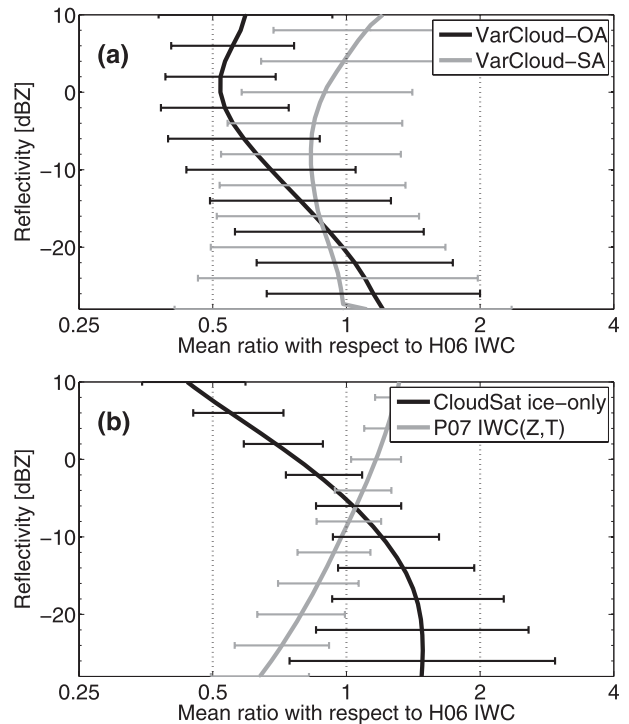 10
(a)
VarCloud−OA
VarCloud−SA
0
−10
−20
Reflectivity [dBZ]
0.25 0.5 1 2 4
Mean ratio with respect to H06 IWC
10
(b)
CloudSat ice−only
P07 IWC(Z,T)
0
−10
−20
Reflectivity [dBZ]
0.25 0.5 1 2 4
Mean ratio with respect to H06 IWC